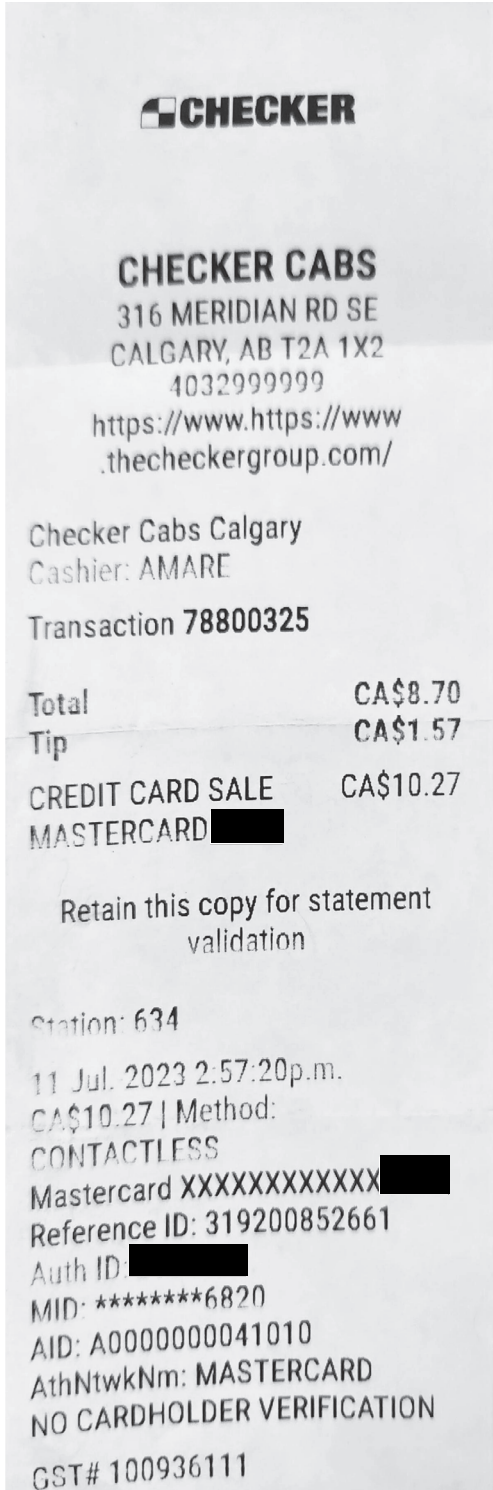 CHECKER
CHECKER CABS
316 MERIDIAN RD SE
CALGARY, AB T2A 1X2
4032999999
https://www.https://www
.thecheckergroup.com/
Checker Cabs Calgary
Cashier: AMARE
Transaction 78800325
Total CA$8.70
Tip CA$1.57
CREDIT CARD SALE CA$10.27
MASTERCARD
Retain this copy for statement
validation
Station: 634
11 Jul. 2023 2:57:20p.m.
CA$10.27 | Method:
CONTACTLESS
Mastercard XXXXXXXXXXXX
Reference ID: 319200852661
Auth ID:
MID: ********6820
AID: A0000000041010
AthNtwkNm: MASTERCARD
NO CARDHOLDER VERIFICATION
GST# 100936111